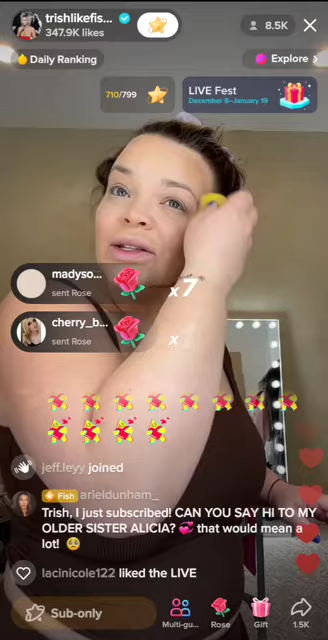 trishlikefis...
347.9K likes
8.5K
Daily Ranking
Explore
710/799
LIVE Fest
December 8–January 19
madyso...
sent Rose
x7
cherry_b...
sent Rose
x
jeff.leyy joined
Fish arieldunham_
Trish, I just subscribed! CAN YOU SAY HI TO MY
OLDER SISTER ALICIA? 💞 that would mean a
lot! 🥺
lacinicole122 liked the LIVE
Sub-only
Multi-gu...
Rose
Gift
1.5K